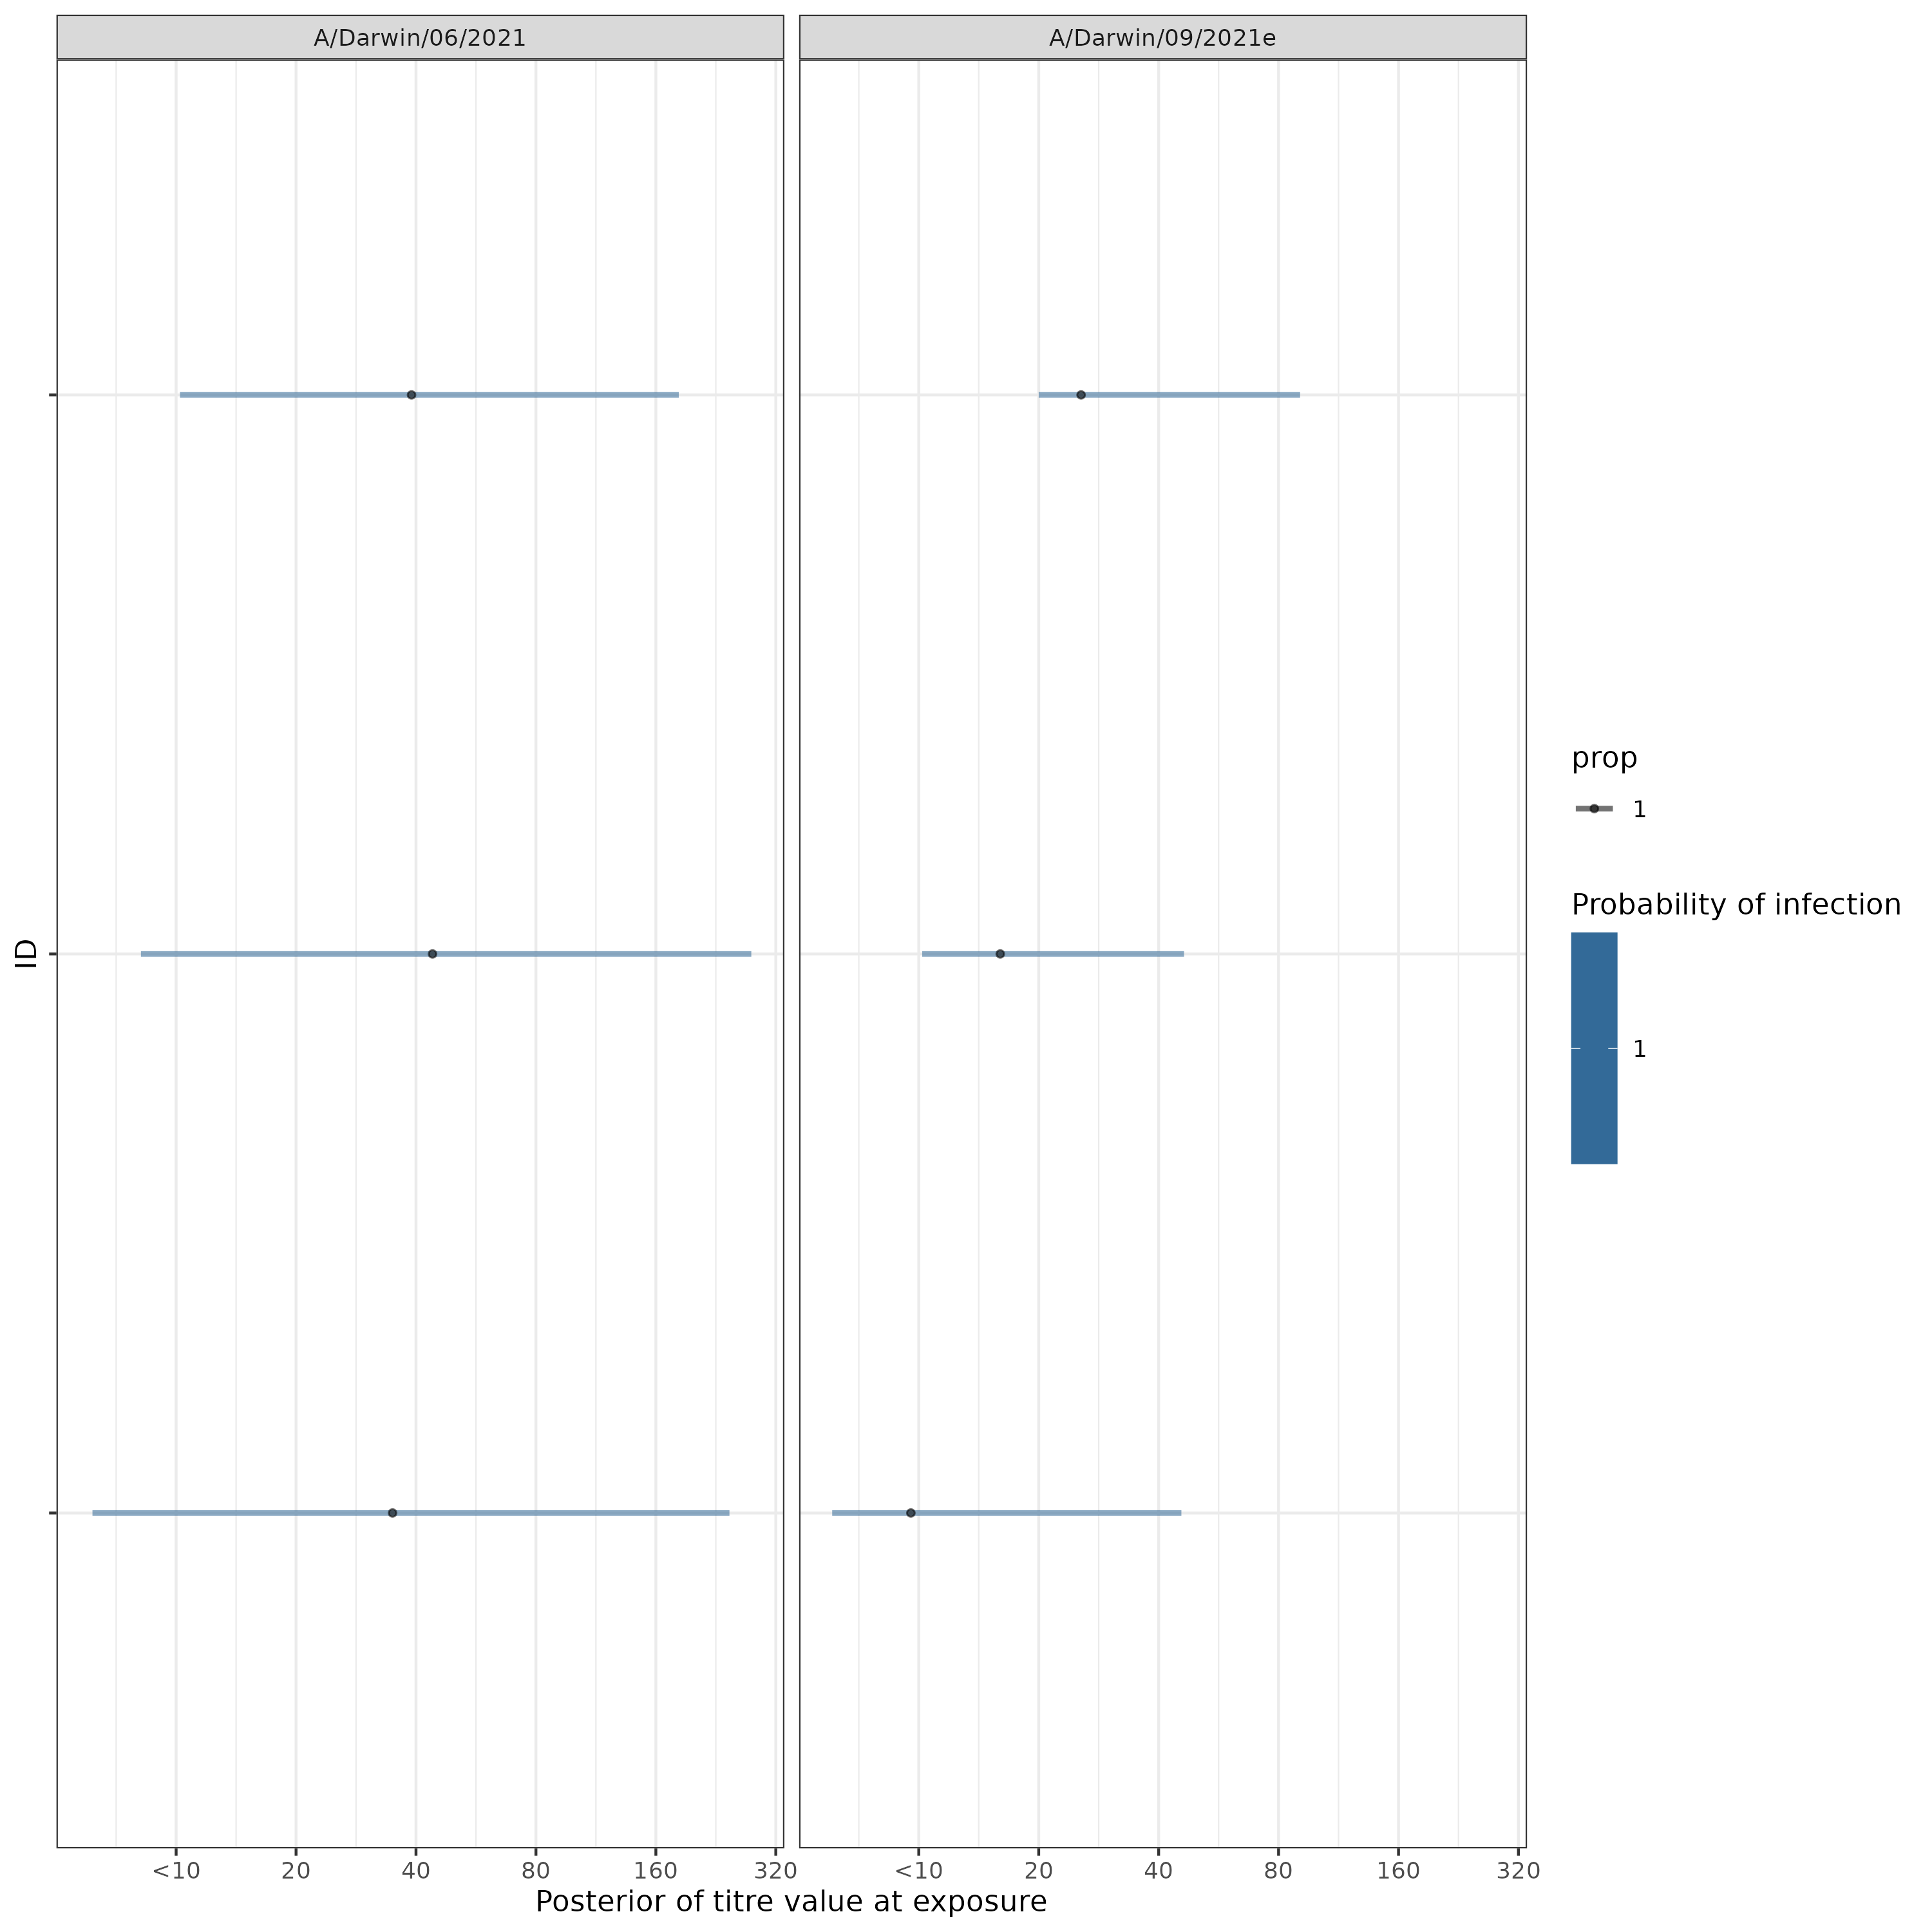 A/Darwin/06/2021
A/Darwin/09/2021e
ID
prop
1
Probability of infection
1
<10 20 40 80 160 320
<10 20 40 80 160 320
Posterior of titre value at exposure